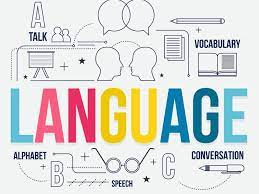 A
TALK
VOCABULARY
LANGUAGE
ALPHABET
B
C
CONVERSATION
SPEECH